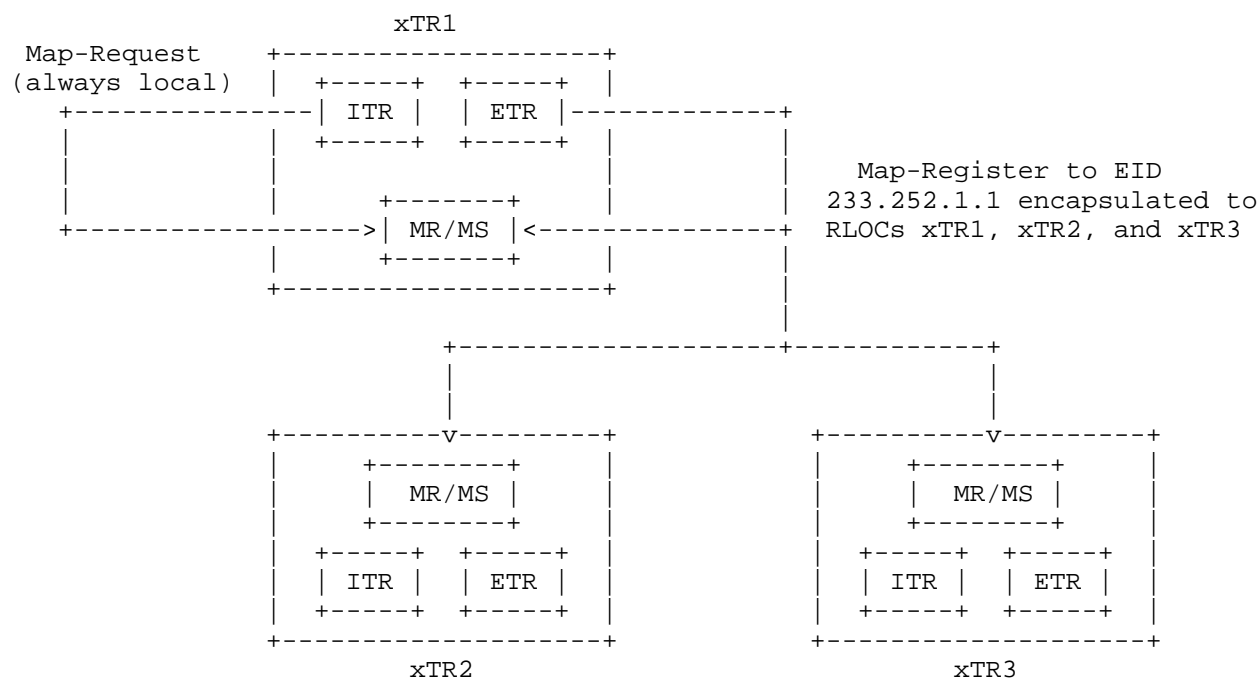 xTR1
Map-Request
(always local)
ITR ETR
Map-Register to EID
233.252.1.1 encapsulated to
MR/MS RLOCs xTR1, xTR2, and xTR3
MR/MS MR/MS
ITR ETR ITR ETR
xTR2 xTR3